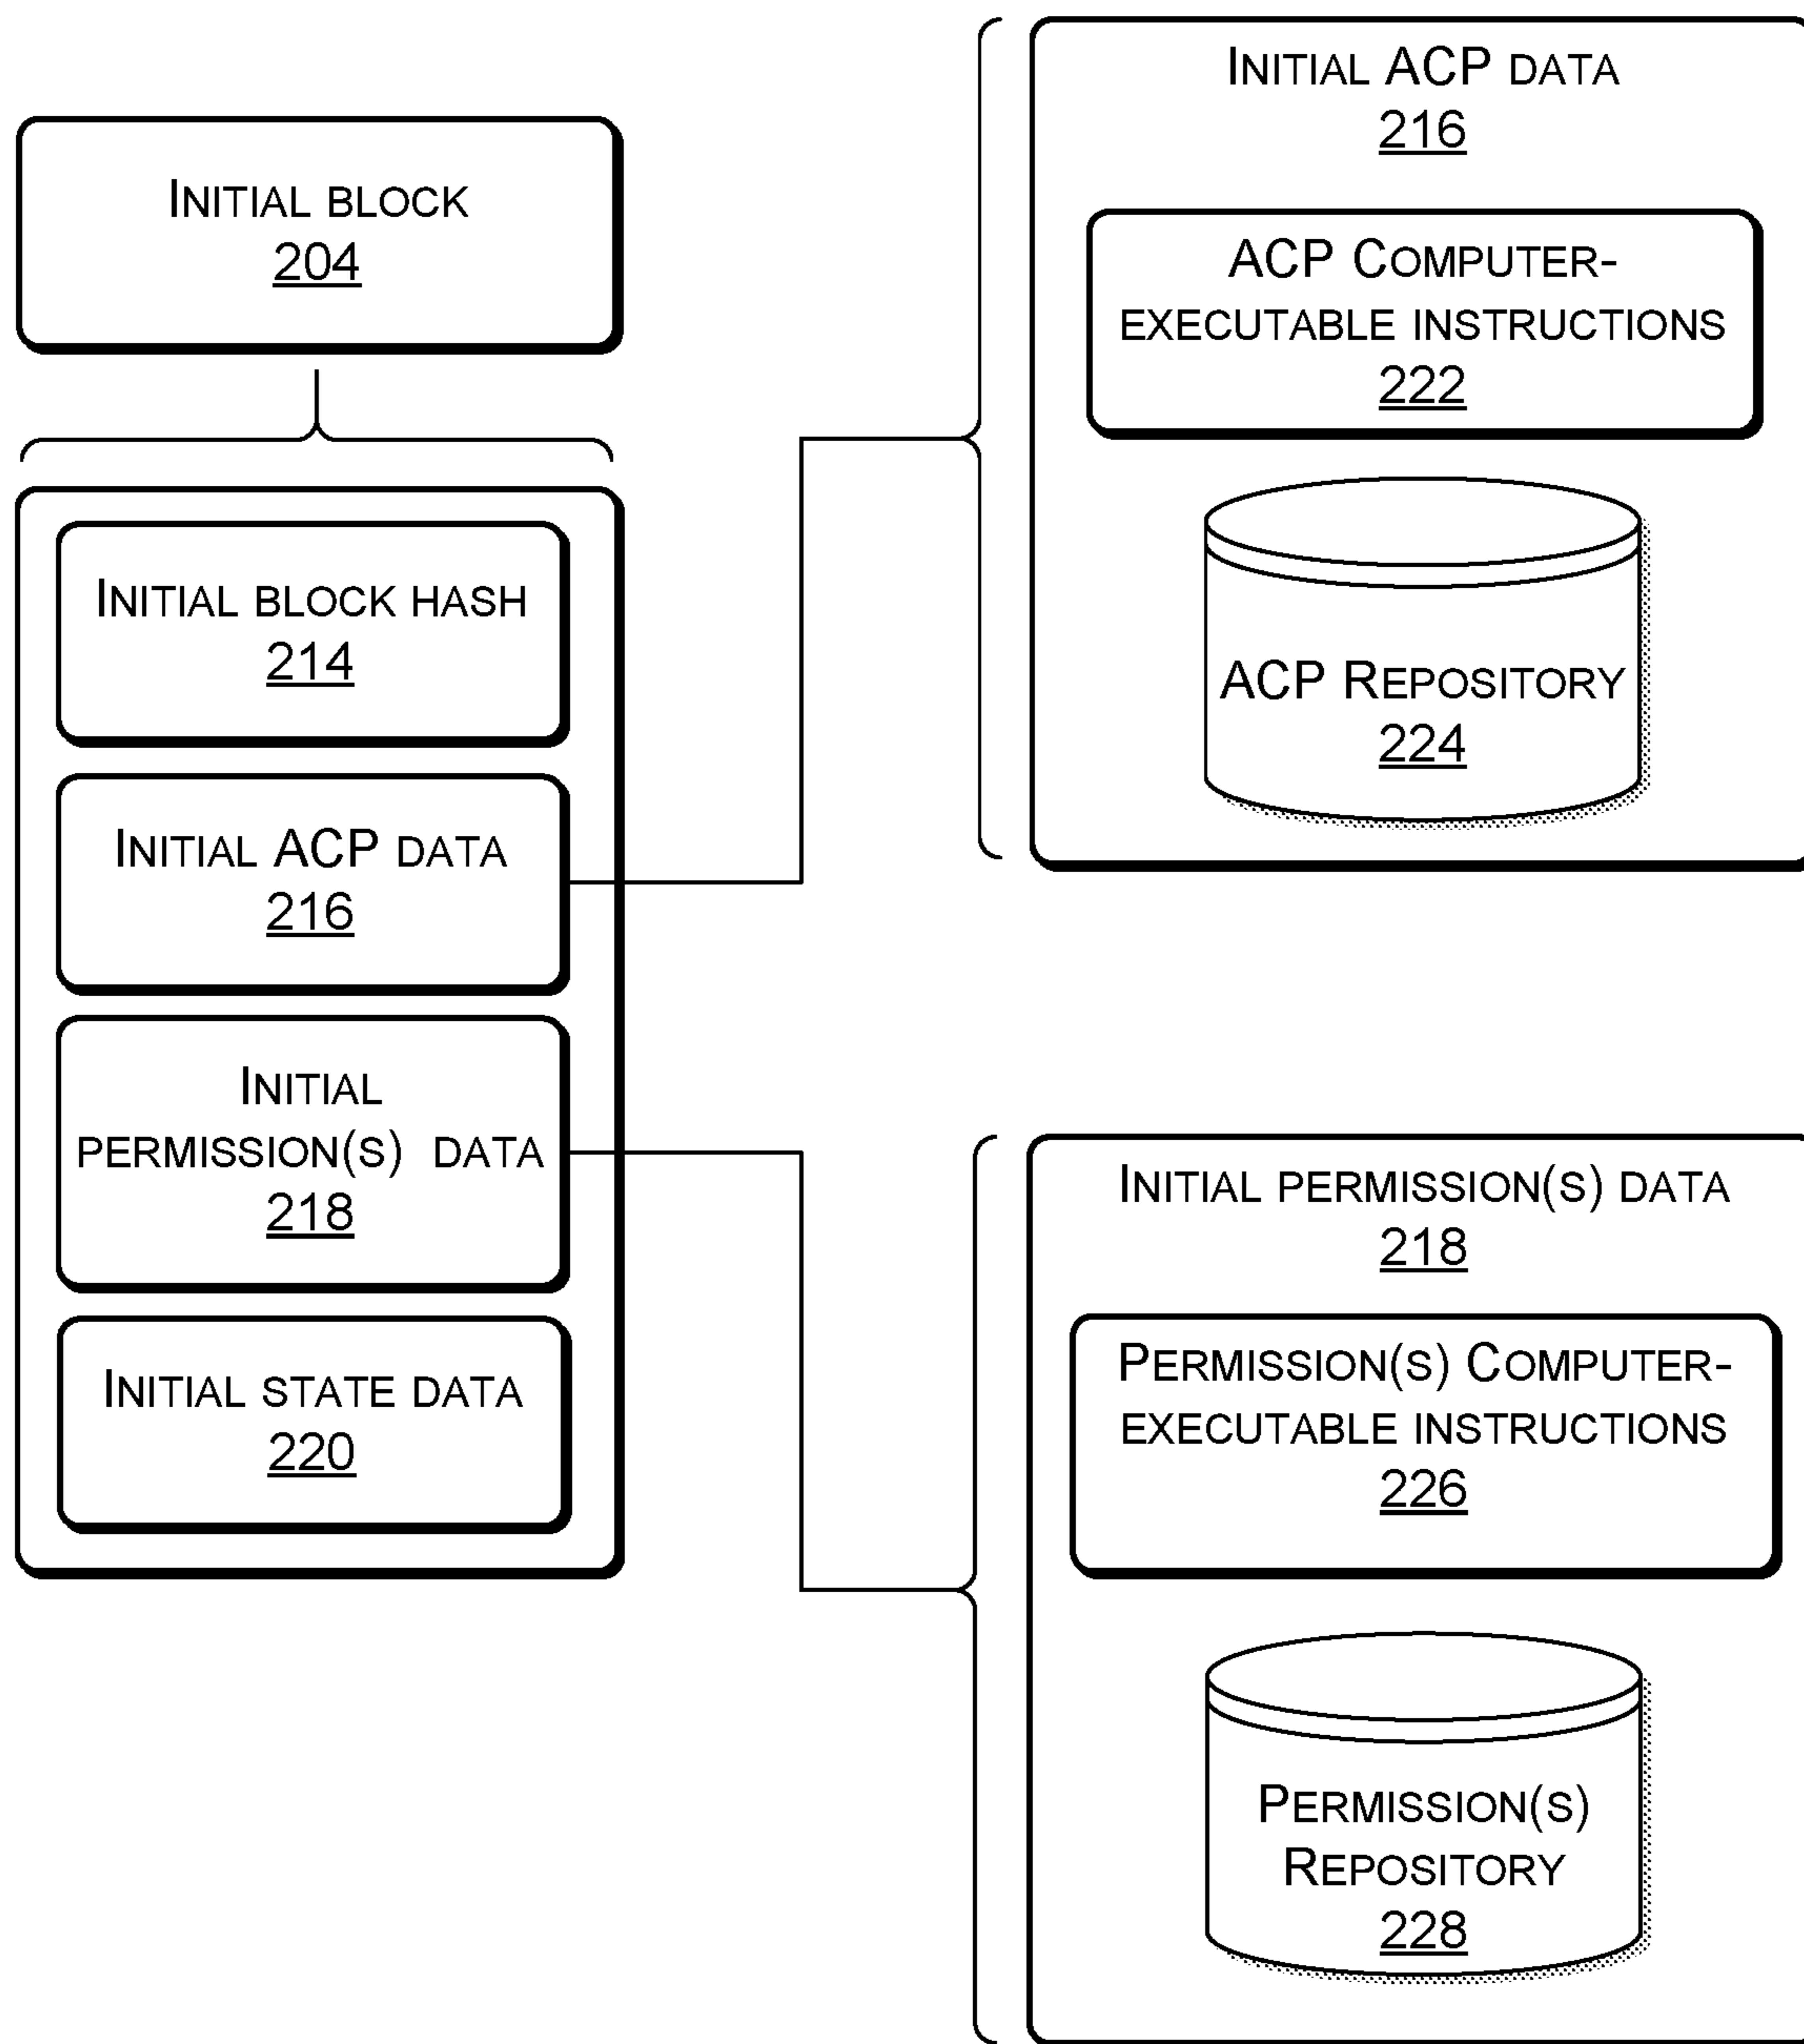 INITIAL BLOCK
204
INITIAL BLOCK HASH
214
INITIAL ACP DATA
216
INITIAL
PERMISSION(S) DATA
218
INITIAL STATE DATA
220
INITIAL ACP DATA
216
ACP COMPUTER-
EXECUTABLE INSTRUCTIONS
222
ACP REPOSITORY
224
INITIAL PERMISSION(S) DATA
218
PERMISSION(S) COMPUTER-
EXECUTABLE INSTRUCTIONS
226
PERMISSION(S)
REPOSITORY
228